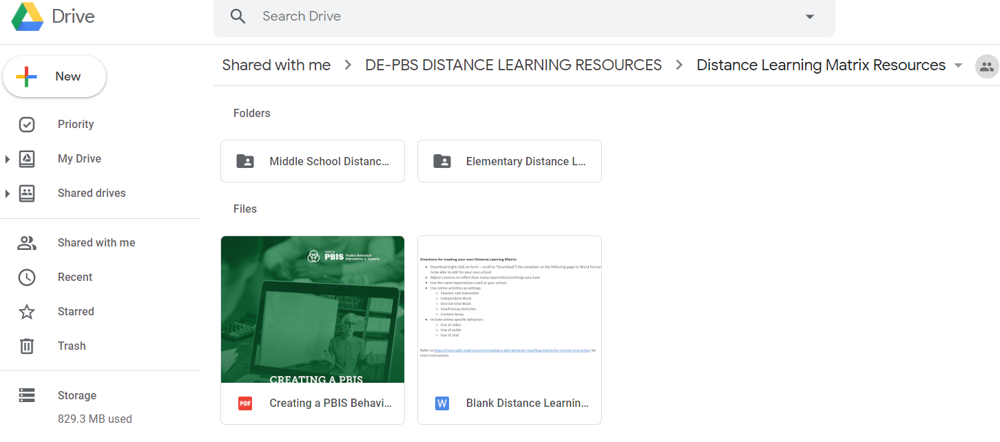 Drive
Search Drive
New
Shared with me
DE-PBS DISTANCE LEARNING RESOURCES
Distance Learning Matrix Resources
Priority
My Drive
Shared drives
Shared with me
Recent
Starred
Trash
Storage
829.3 MB used
Folders
Middle School Distanc...
Elementary Distance L...
Files
PBIS Positive Behavioral
Interventions & Supports
CREATING A PBIS
PDF
Creating a PBIS Behavi...
Directions for creating your own Distance Learning Matrix:
Download (right click on form – scroll to "Download") the template on the following page to Word format
to be able to edit for your own school
Adjust columns to reflect how many expectations/settings you have
Use the same expectations used at your school
Use online activities as settings
Teacher-Led Instruction
Independent Work
One-On-One Work
Small Group Activities
Content Areas
Include online-specific behaviors
Use of video
Use of audio
Use of chat
Refer to https://www.pbis.org/resource/creating-a-pbis-behavior-teaching-matrix-for-remote-instruction for
more instructions
W
Blank Distance Learnin...